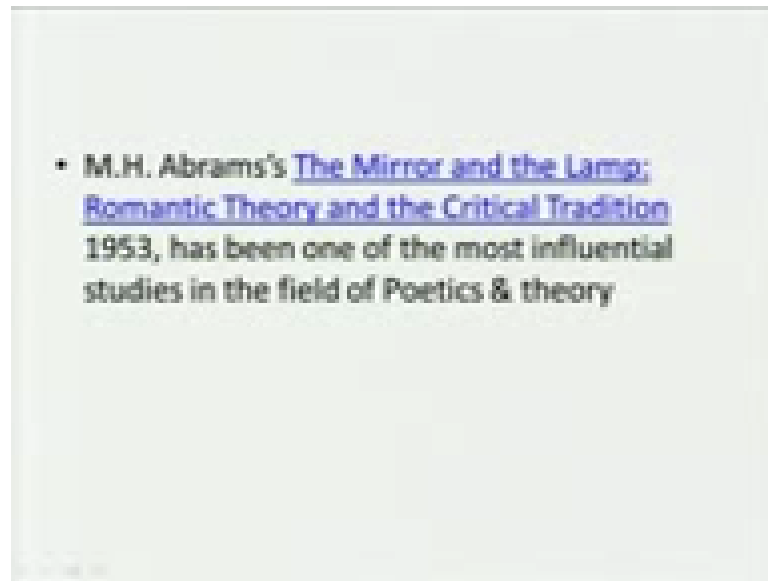 • M.H. Abrams's The Mirror and the Lamp:
Romantic Theory and the Critical Tradition
1953, has been one of the most influential
studies in the field of Poetics & theory